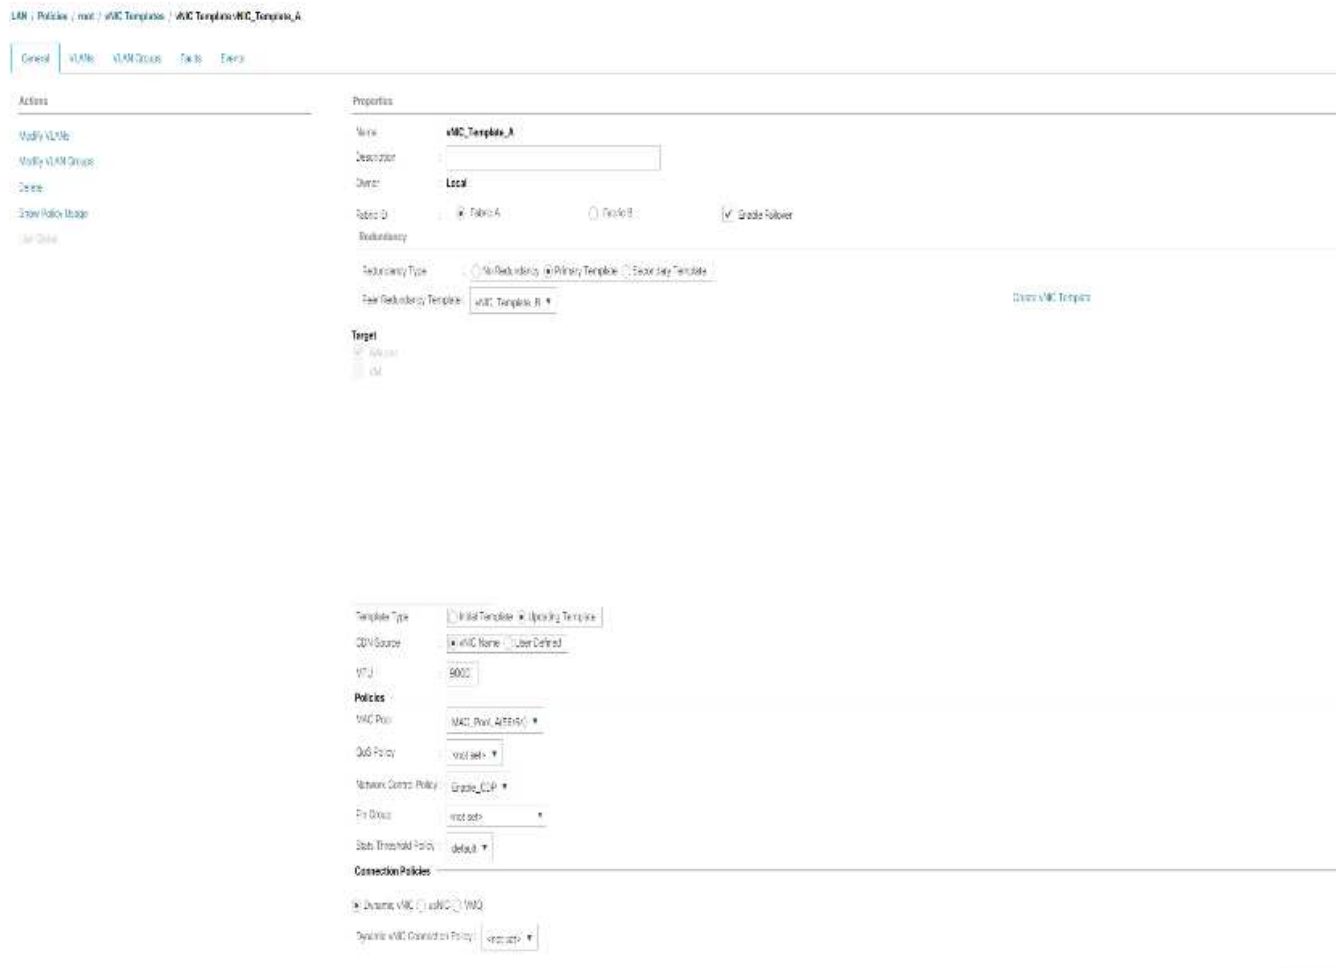 LAN / Policies / root / vNIC Templates / vNIC Template vNIC_Template_A
General VLANs VLAN Groups Faults Events
Actions
Properties
Modify VLANs
Modify VLAN Groups
Delete
Show Policy Usage
Use Global
Name vNIC_Template_A
Description :
Owner : Local
Fabric ID : Fabric A Fabric B Enable Failover
Redundancy
Redundancy Type : No Redundancy Primary Template Secondary Template
Peer Redundancy Template : vNIC_Template_B Create vNIC Template
Target
Adapter
VM
Template Type : Initial Template Updating Template
CDN Source : vNIC Name User Defined
MTU : 9000
Policies
MAC Pool : MAC_Pool_A
QoS Policy : <not set>
Network Control Policy : Enable_CDP
Pin Group : <not set>
Stats Threshold Policy : default
Connection Policies
Dynamic vNIC usNIC VMQ
Dynamic vNIC Connection Policy : <not set>